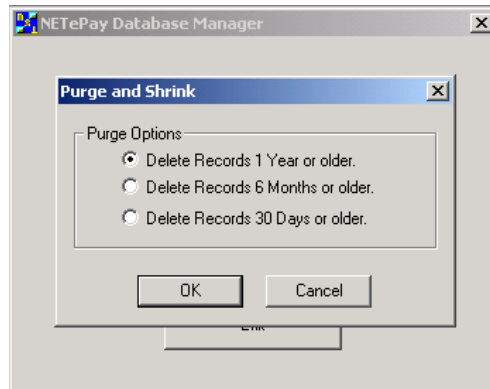 NETePay Database Manager
Purge and Shrink
Purge Options
Delete Records 1 Year or older.
Delete Records 6 Months or older.
Delete Records 30 Days or older.
OK Cancel